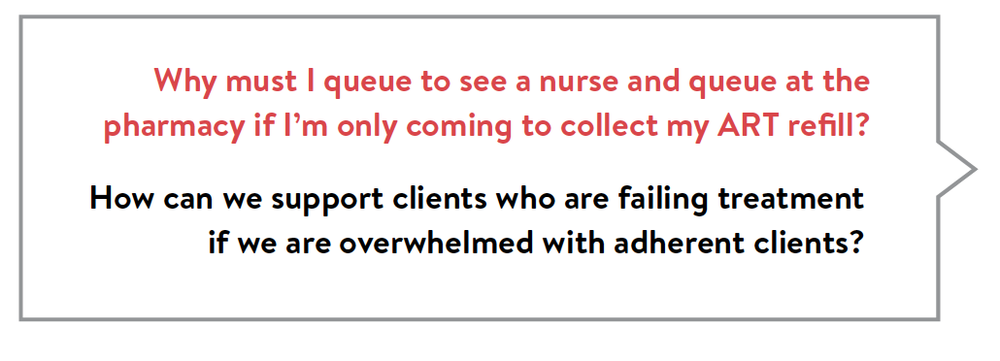 Why must I queue to see a nurse and queue at the
pharmacy if I’m only coming to collect my ART refill?
How can we support clients who are failing treatment
if we are overwhelmed with adherent clients?